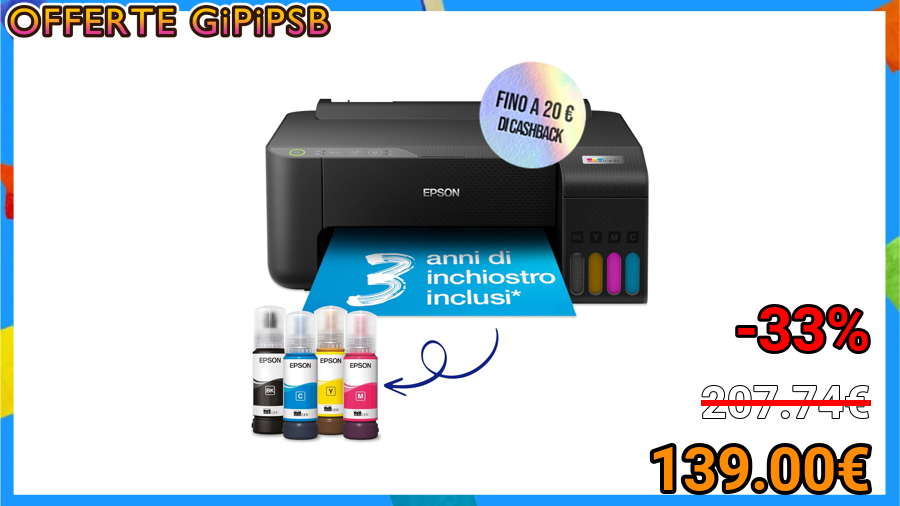 OFFERTE GiPiPSB
FINO A 20 €
DI CASHBACK
EPSON
3 anni di
inchiostro
inclusi*
BK Y M C
EPSON
EPSON
EPSON
EPSON
BK
C
Y
M
-33%
207.74€
139.00€